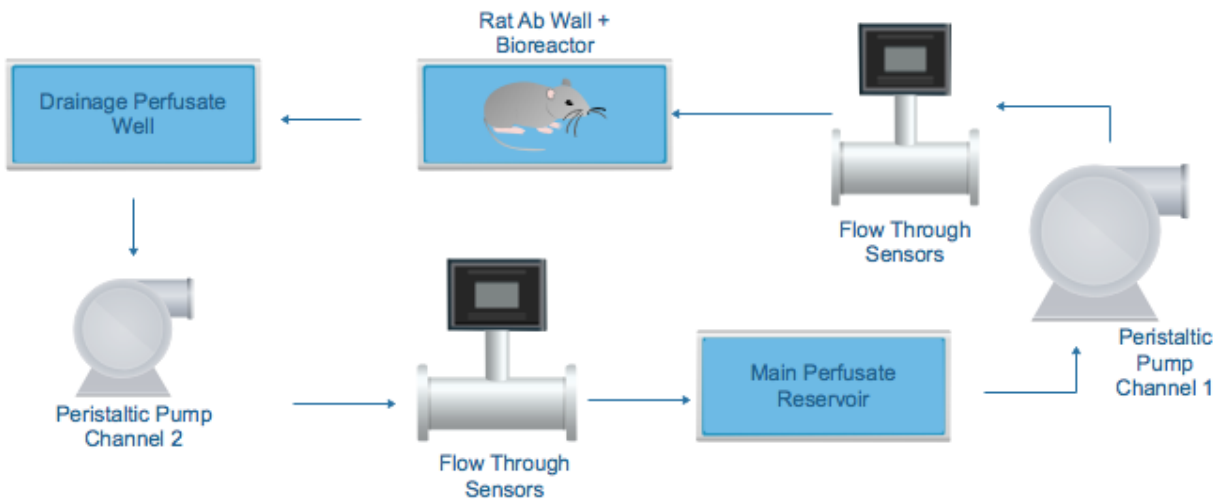 Rat Ab Wall +
Bioreactor
Drainage Perfusate
Well
Flow Through
Sensors
Peristaltic
Pump
Channel 1
Main Perfusate
Reservoir
Peristaltic Pump
Channel 2
Flow Through
Sensors